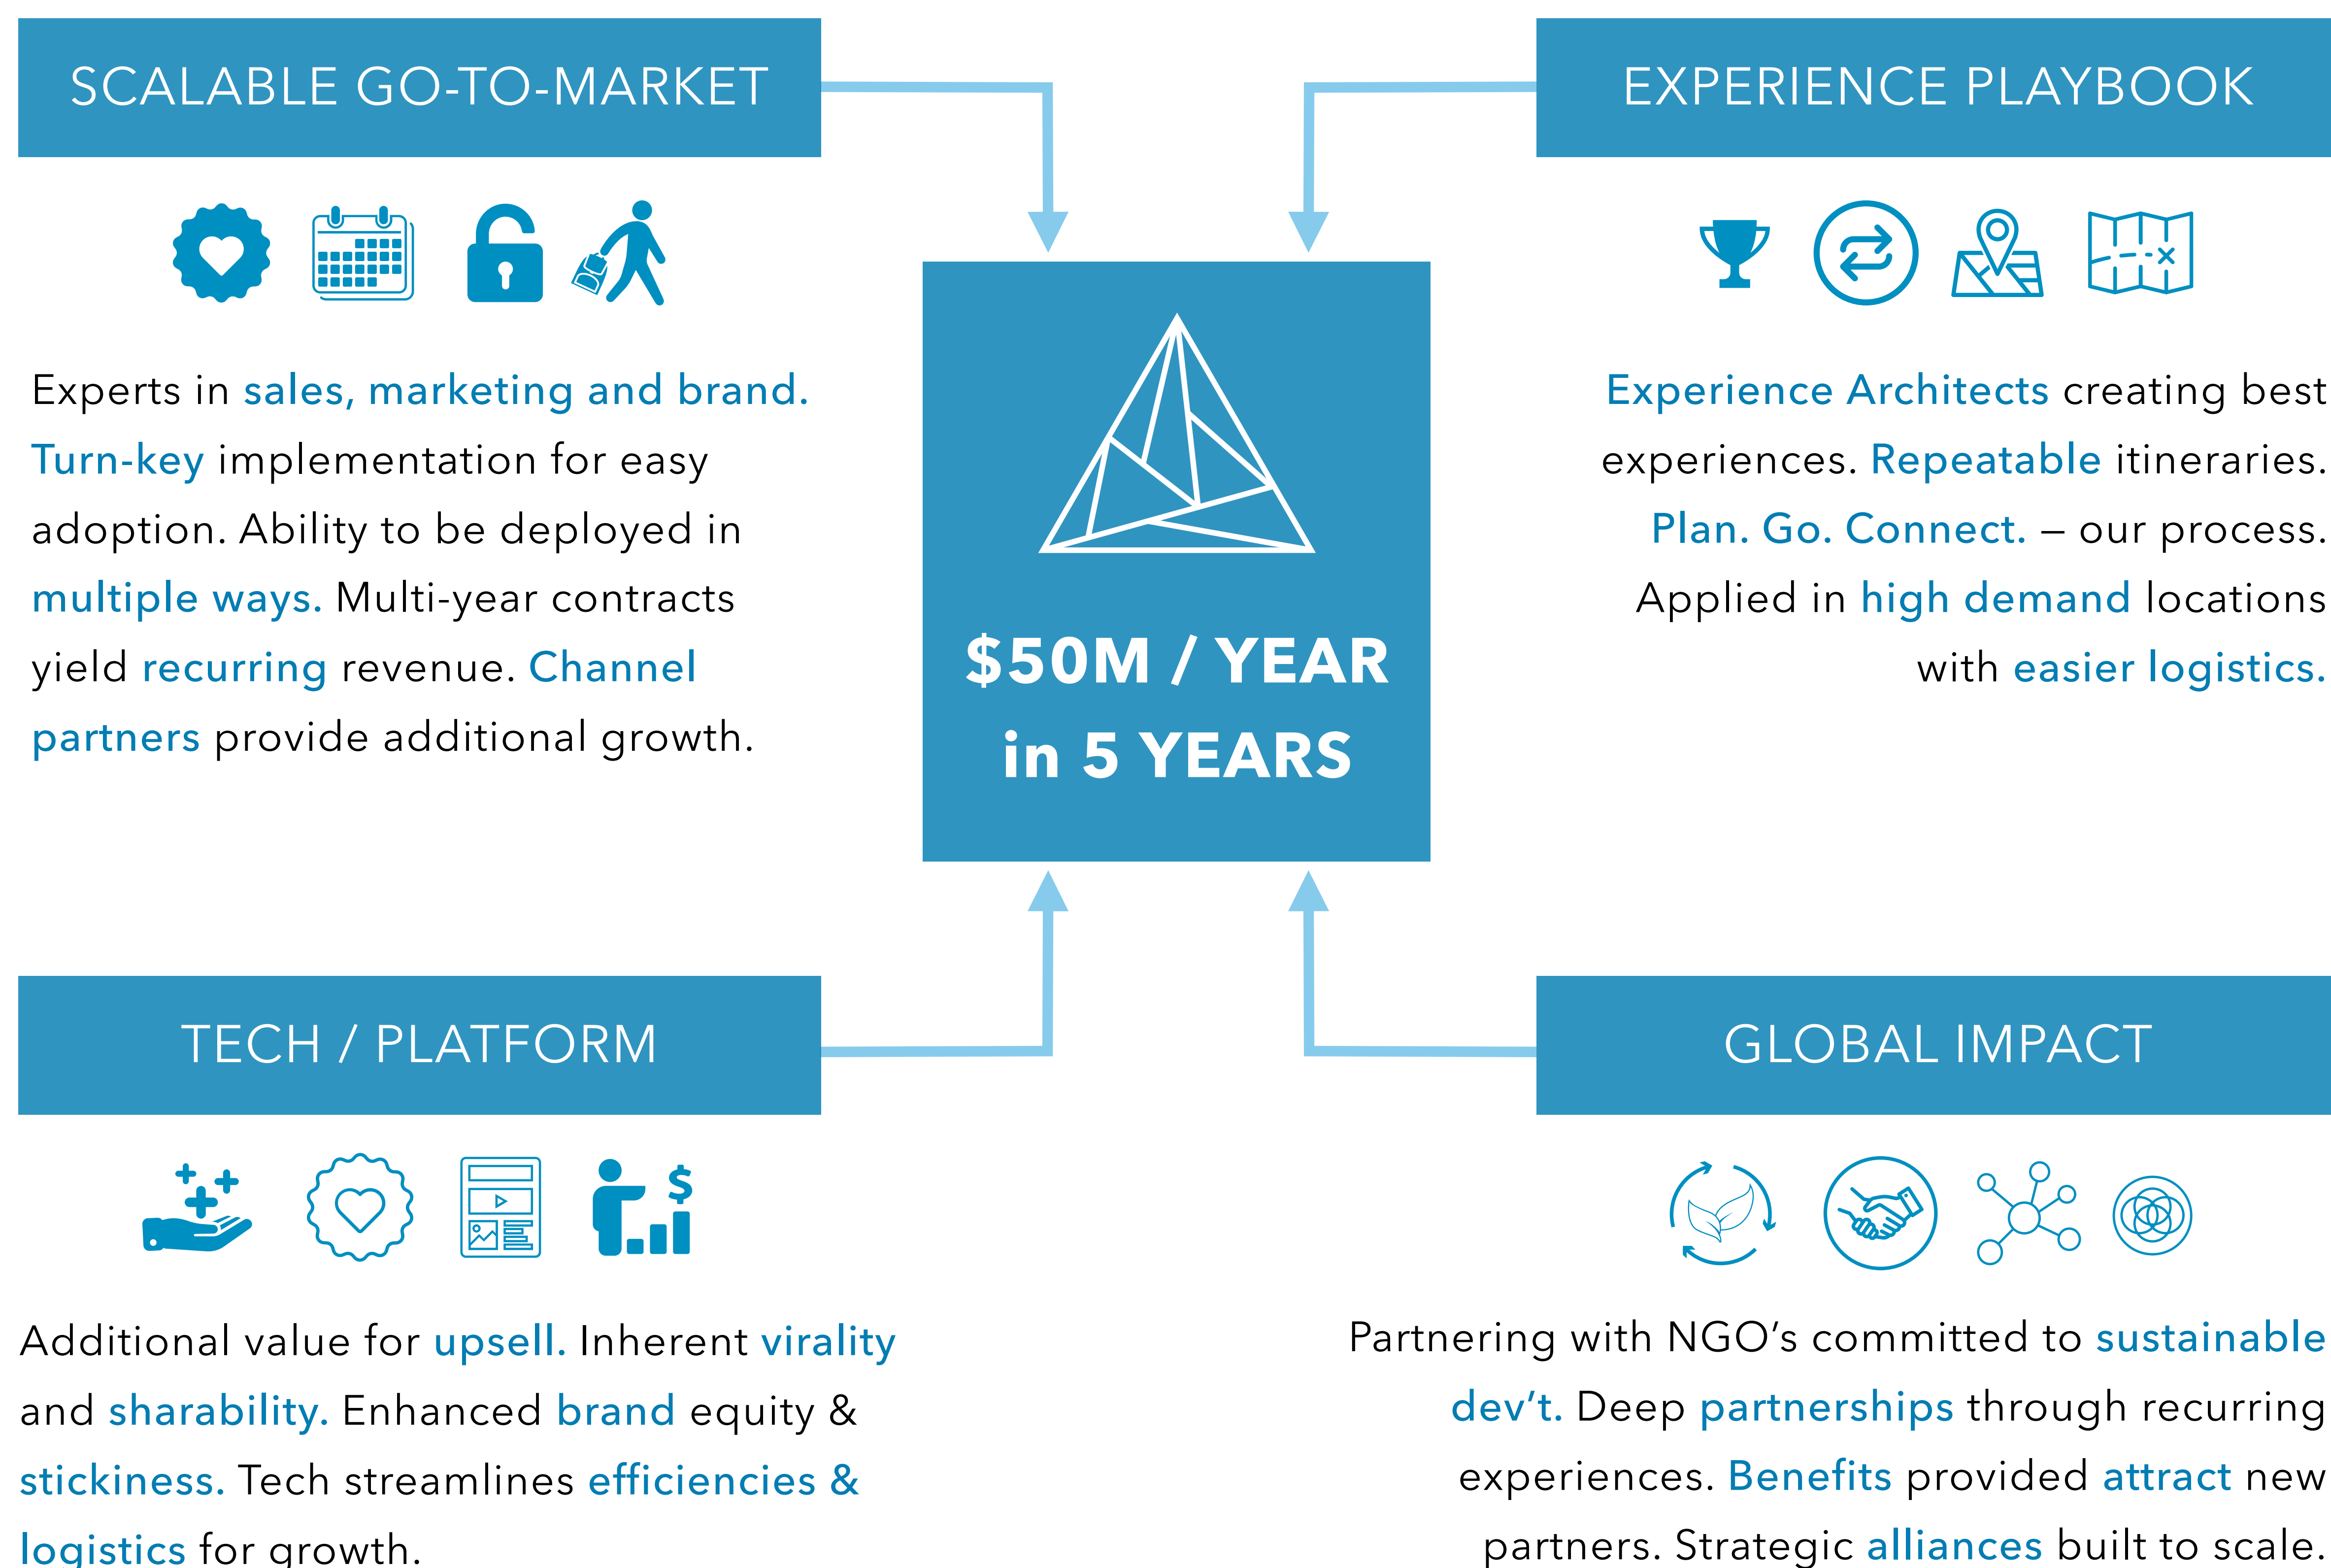 SCALABLE GO-TO-MARKET
Experts in sales, marketing and brand.
Turn-key implementation for easy
adoption. Ability to be deployed in
multiple ways. Multi-year contracts
yield recurring revenue. Channel
partners provide additional growth.
EXPERIENCE PLAYBOOK
Experience Architects creating best
experiences. Repeatable itineraries.
Plan. Go. Connect. – our process.
Applied in high demand locations
with easier logistics.
$50M / YEAR
in 5 YEARS
TECH / PLATFORM
$
Additional value for upsell. Inherent virality
and sharability. Enhanced brand equity &
stickiness. Tech streamlines efficiencies &
logistics for growth.
GLOBAL IMPACT
Partnering with NGO’s committed to sustainable
dev’t. Deep partnerships through recurring
experiences. Benefits provided attract new
partners. Strategic alliances built to scale.